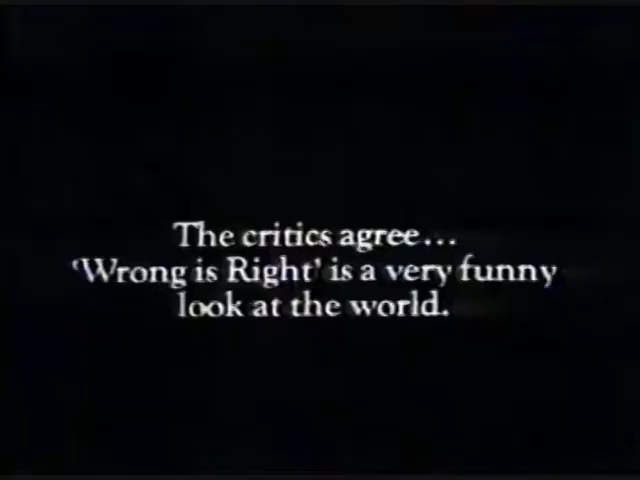 The critics agree...
‘Wrong is Right’ is a very funny
look at the world.